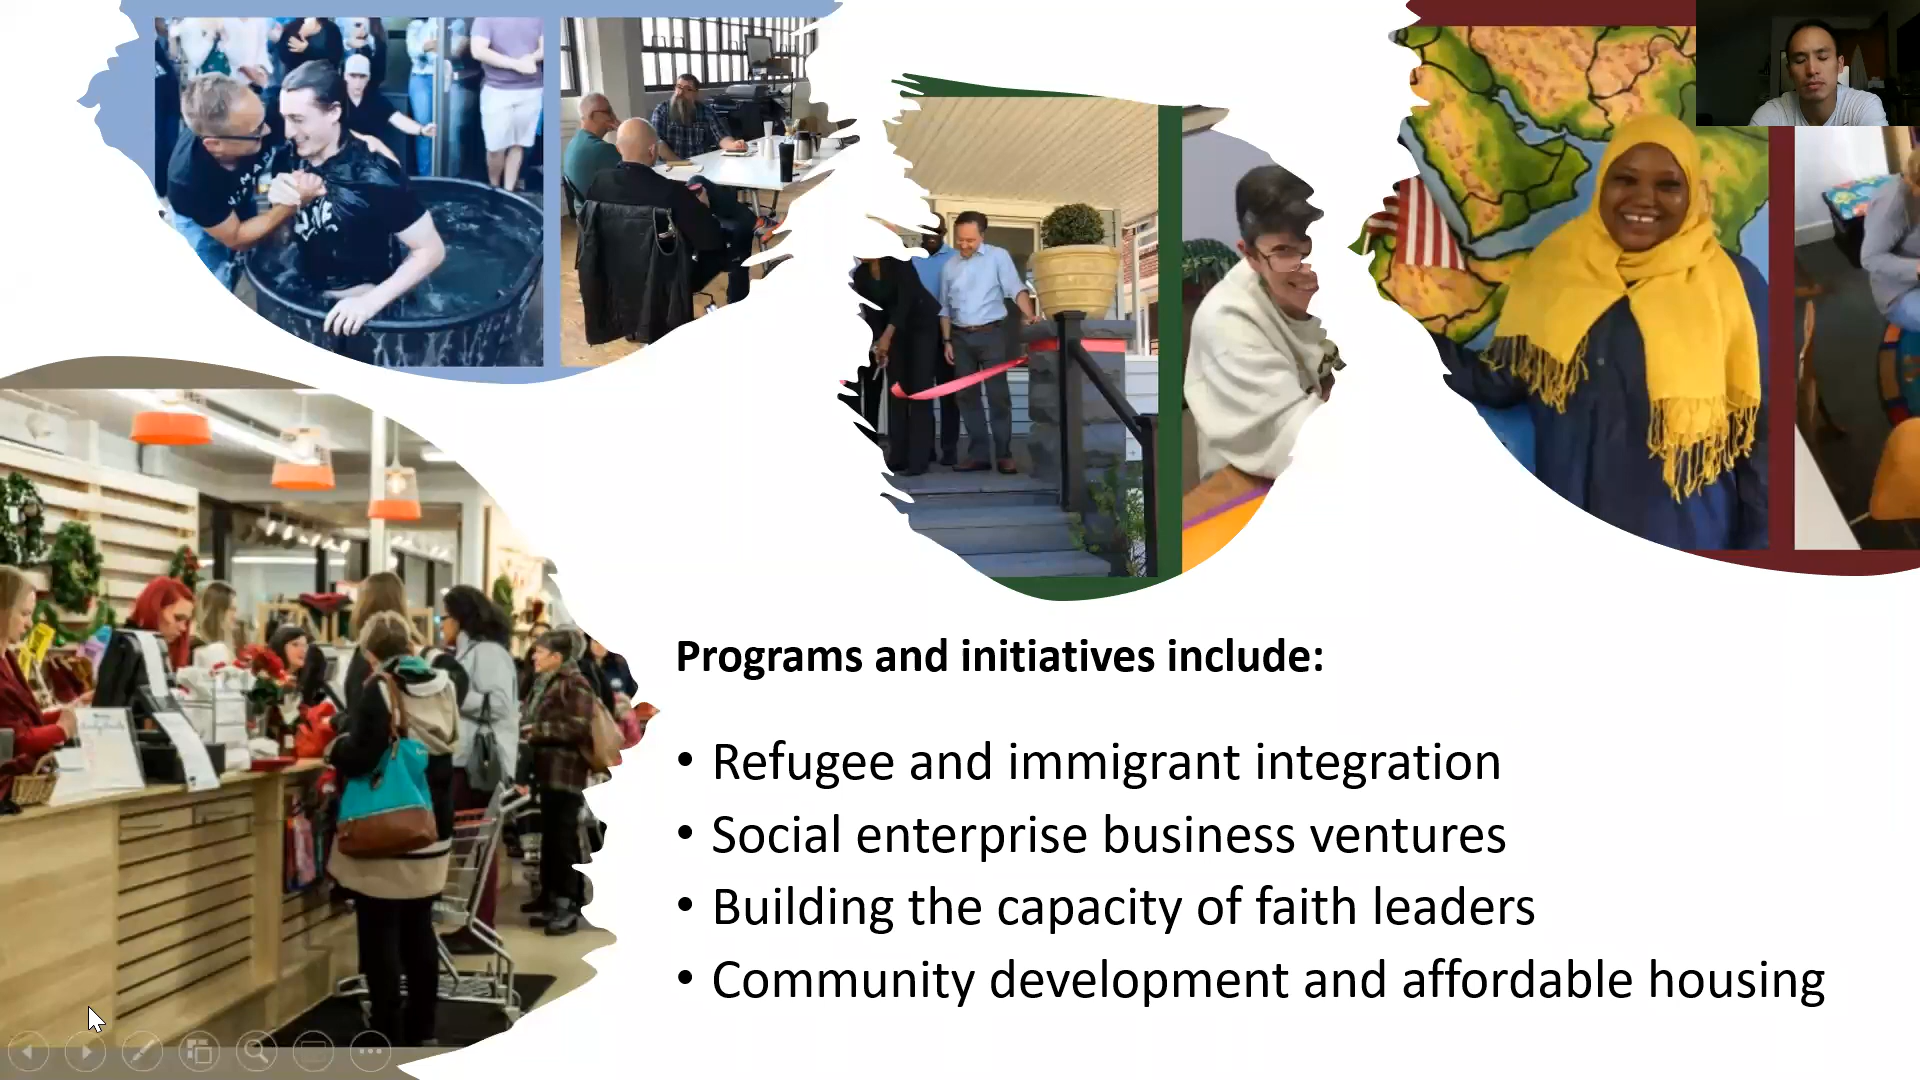 Programs and initiatives include:
• Refugee and immigrant integration
• Social enterprise business ventures
• Building the capacity of faith leaders
• Community development and affordable housing